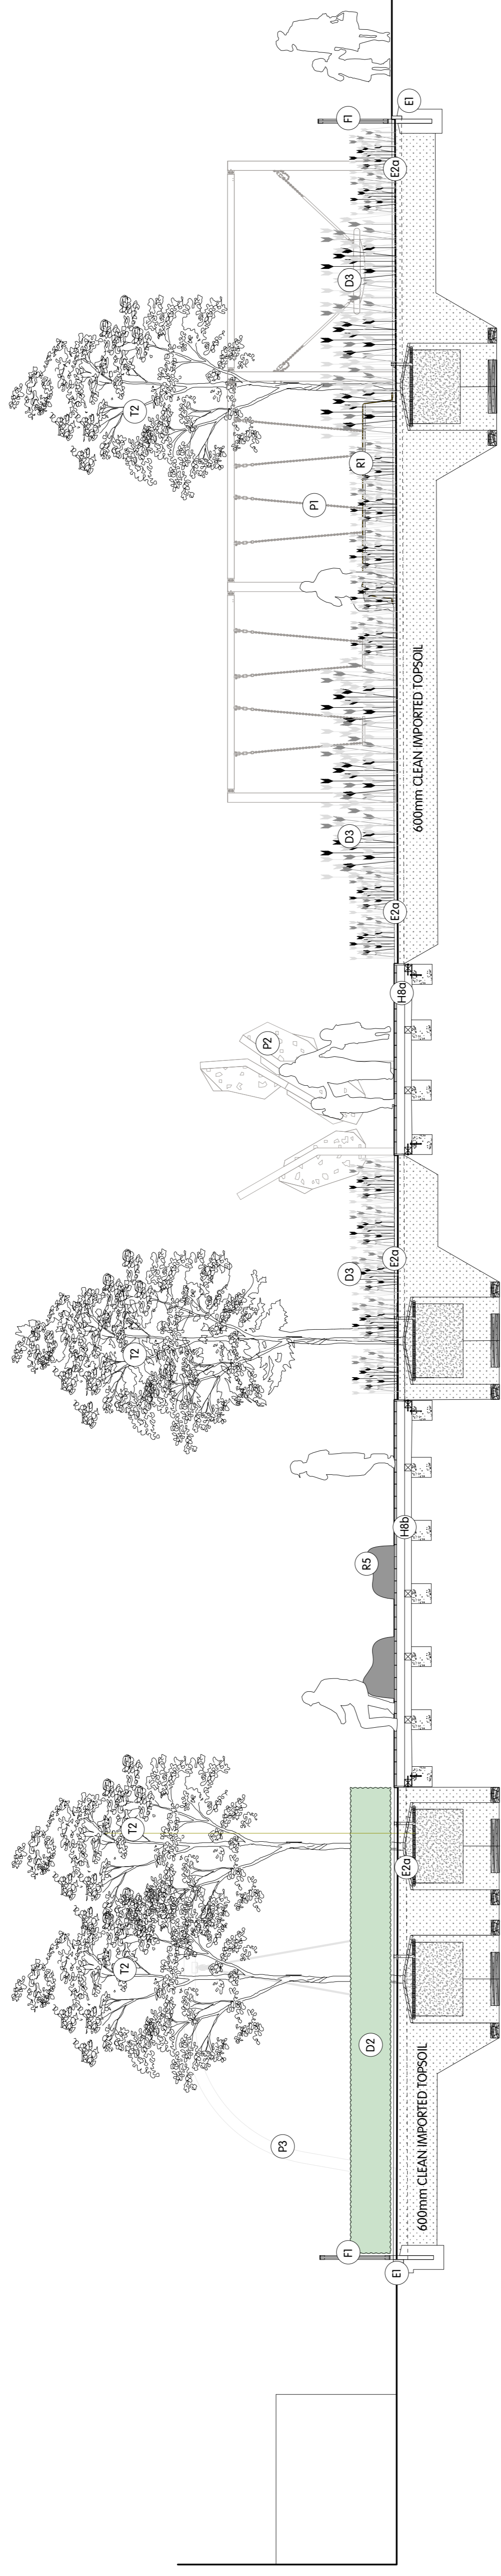 T2
T2
T2
T2
P2
P3
P1
F1
D3
D3
D3
F1
R1
R5
D2
E1
E2a
H8b
E2a
H8a
E2a
E2a
E1
600mm CLEAN IMPORTED TOPSOIL
600mm CLEAN IMPORTED TOPSOIL